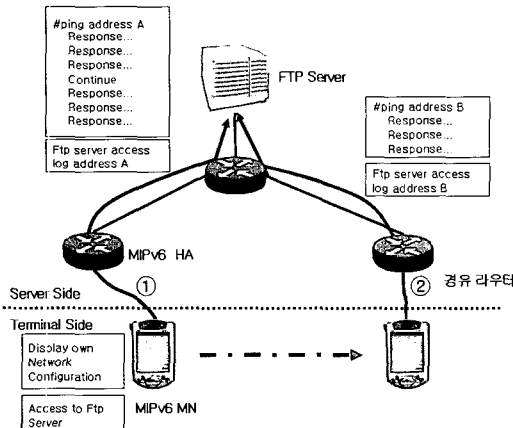 #ping address A
Response...
Response...
Response...
Continue
Response...
Response...
Response...
Ftp server access
log address A
FTP Server
#ping address B
Response...
Response...
Response...
Ftp server access
log address B
MIPv6 HA
①
②
경유 라우터
Server Side
Terminal Side
Display own
Network
Configuration
Access to Ftp
Server
MIPv6 MN